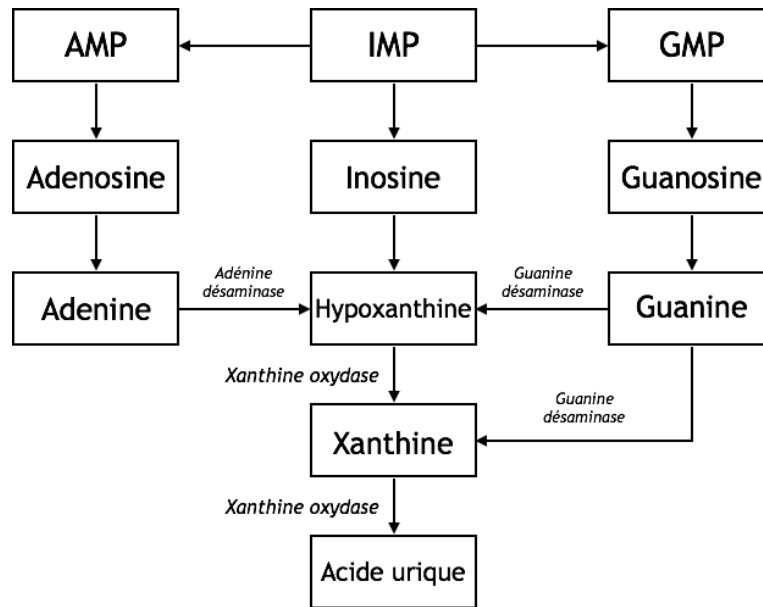 AMP
IMP
GMP
Adenosine
Inosine
Guanosine
Adénine
désaminase
Guanine
désaminase
Adenine
Hypoxanthine
Guanine
Xanthine oxydase
Guanine
désaminase
Xanthine
Xanthine oxydase
Acide urique